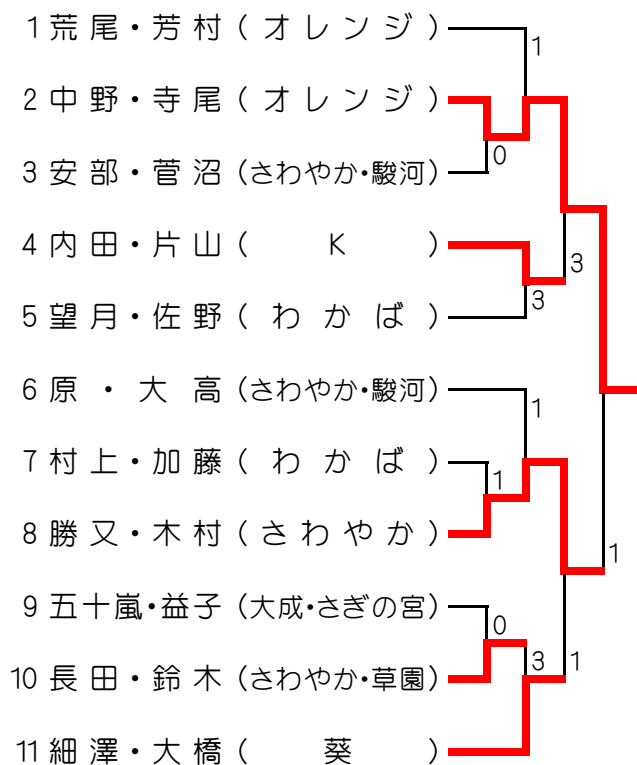 1 荒尾・芳村 (オレンジ)
1
2 中野・寺尾 (オレンジ)
0
3 安部・菅沼 (さわやか・駿河)
4 内田・片山 (K)
3
3
5 望月・佐野 (わかば)
6 原・大高 (さわやか・駿河)
1
7 村上・加藤 (わかば)
1
8 勝又・木村 (さわやか)
1
9 五十嵐・益子 (大成・さぎの宮)
0
10 長田・鈴木 (さわやか・草園)
3
1
11 細澤・大橋 (葵)